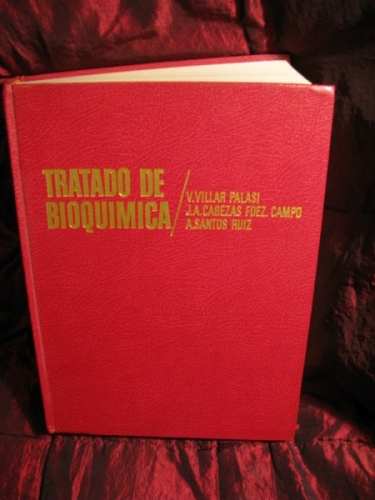 TRATADO DE
BIOQUIMICA
V. VILLAR PALASI
J.A. CABEZAS FDEZ. CAMPO
A. SANTOS RUIZ